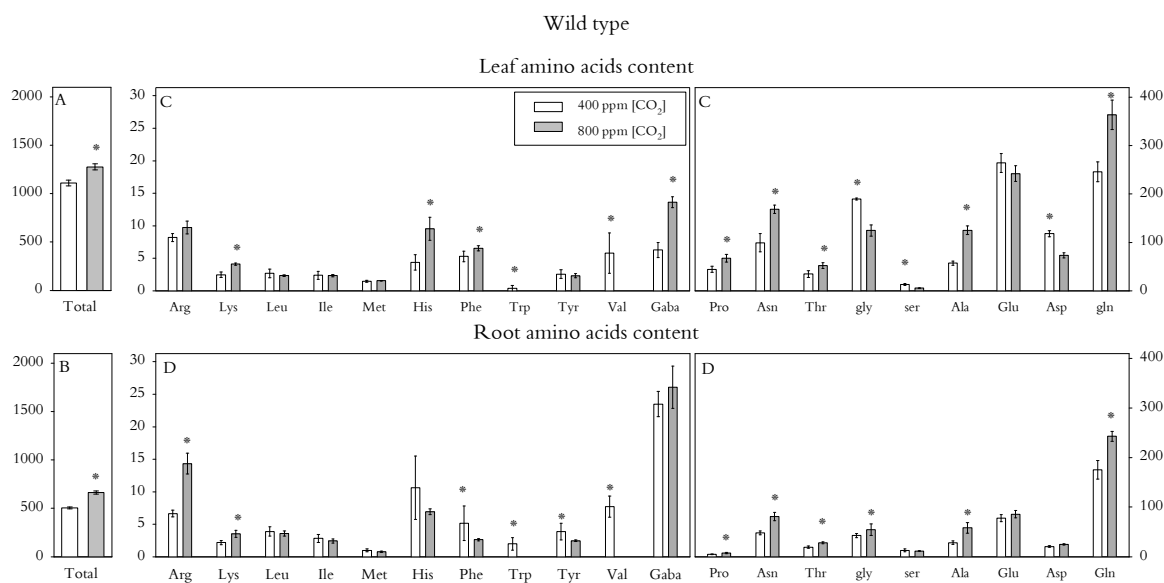 Wild type
Leaf amino acids content
A
2000
1500
1000
500
0
Total
C
30
25
20
15
10
5
0
400 ppm [CO2]
800 ppm [CO2]
Arg Lys Leu Ile Met His Phe Trp Tyr Val Gaba
C
400
300
200
100
0
Pro Asn Thr gly ser Ala Glu Asp gln
Root amino acids content
B
2000
1500
1000
500
0
Total
D
30
25
20
15
10
5
0
Arg Lys Leu Ile Met His Phe Trp Tyr Val Gaba
D
400
300
200
100
0
Pro Asn Thr gly ser Ala Glu Asp Gln